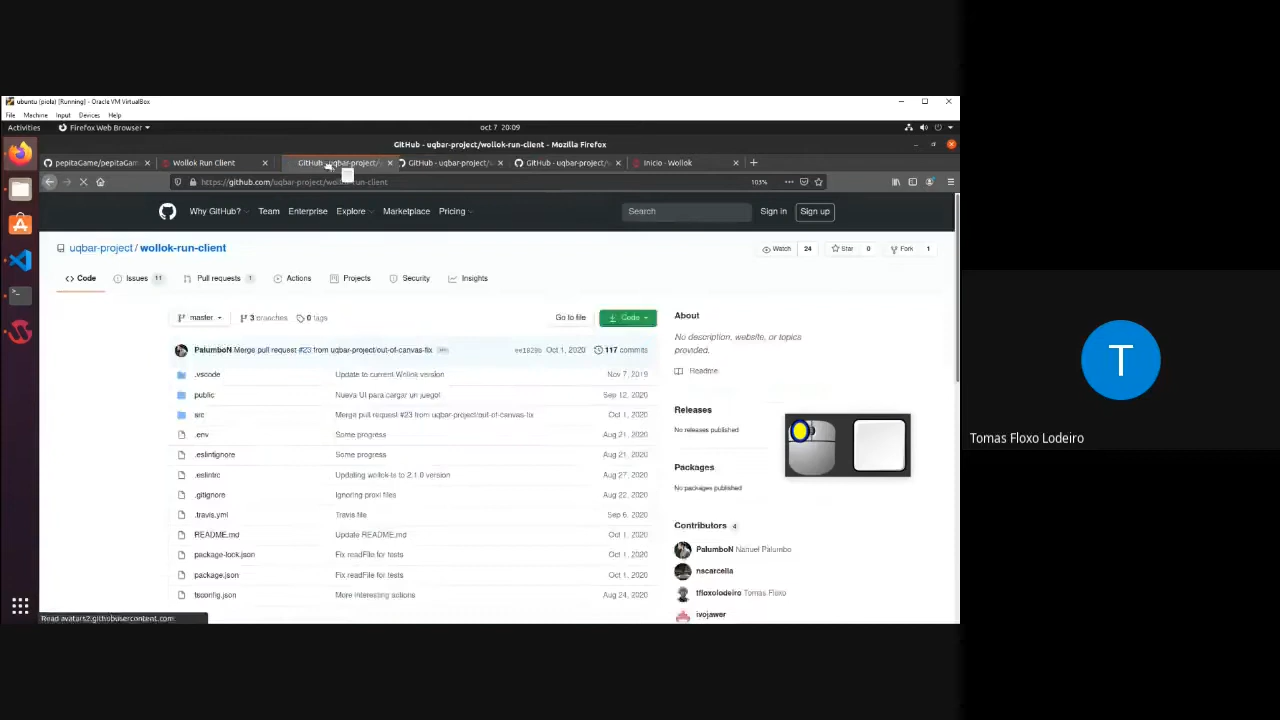 ubuntu (piola) [Running] - Oracle VM VirtualBox
File Machine Input Devices Help
Activities Firefox Web Browser oct 7 20:09
GitHub - uqbar-project/wollok-run-client - Mozilla Firefox
pepitaGame/pepitaGam Wollok Run Client GitHub - uqbar-project/ GitHub - uqbar-project/w GitHub - uqbar-project/w Inicio - Wollok
https://github.com/uqbar-project/wollok-run-client 103%
Why GitHub? Team Enterprise Explore Marketplace Pricing Search Sign in Sign up
uqbar-project / wollok-run-client Watch 24 Star 0 Fork 1
Code Issues 11 Pull requests 1 Actions Projects Security Insights
master 3 branches 0 tags Go to file Code
About
No description, website, or topics
provided.
Readme
PalumboN Merge pull request #23 from uqbar-project/out-of-canvas-fix Oct 1, 2020 117 commits
.vscode Update to current Wollok version Nov 7, 2019
public Nueva UI para cargar un juego! Sep 12, 2020
src Merge pull request #23 from uqbar-project/out-of-canvas-fix Oct 1, 2020
.env Some progress Aug 21, 2020
.eslintignore Some progress Aug 21, 2020
.eslintrc Updating wollok-ts to 2.1.0 version Aug 27, 2020
.gitignore Ignoring proxi files Aug 22, 2020
.travis.yml Travis file Sep 6, 2020
README.md Update README.md Oct 1, 2020
package-lock.json Fix readFile for tests Oct 1, 2020
package.json Fix readFile for tests Oct 1, 2020
tsconfig.json More interesting actions Aug 24, 2020
Releases
No releases published
Packages
No packages published
Contributors 4
PalumboN Nahuel Palumbo
nscarcella
tfloxolodeiro Tomas Floxo
ivojawer
Read avatars2.githubusercontent.com
T
Tomas Floxo Lodeiro